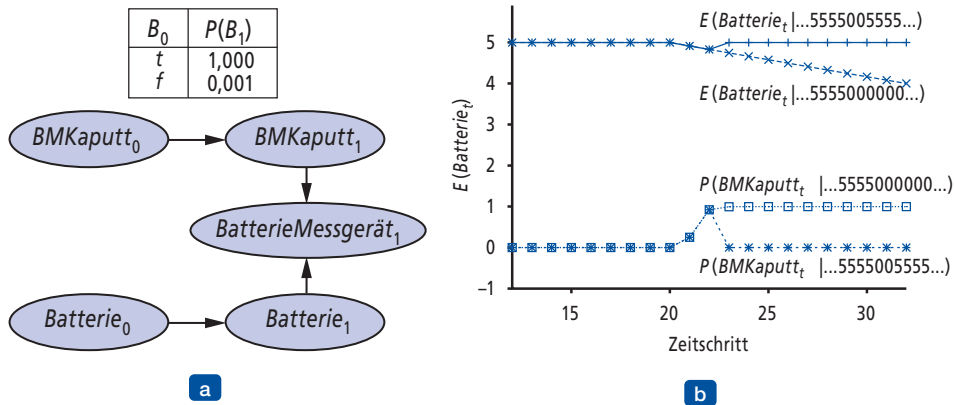 B₀ P(B₁)
t 1,000
f 0,001
BMKaputt₀
BMKaputt₁
BatterieMessgerät₁
Batterie₀
Batterie₁
a
E(Batterieₜ)
5
4
3
2
1
0
−1
E(Batterieₜ|...5555005555...)
E(Batterieₜ|...5555000000...)
P(BMKaputtₜ |...5555000000...)
P(BMKaputtₜ |...5555005555...)
15 20 25 30
Zeitschritt
b